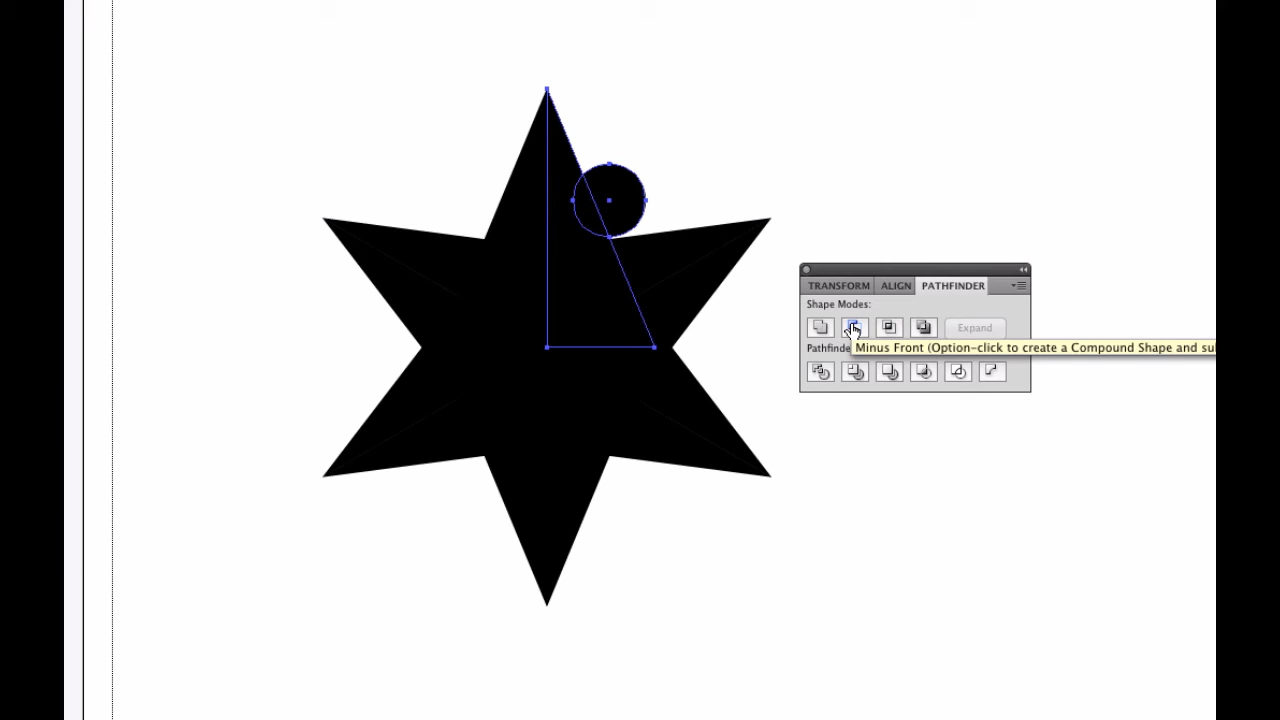 TRANSFORM ALIGN PATHFINDER
Shape Modes:
Expand
Pathfinde
Minus Front (Option-click to create a Compound Shape and su